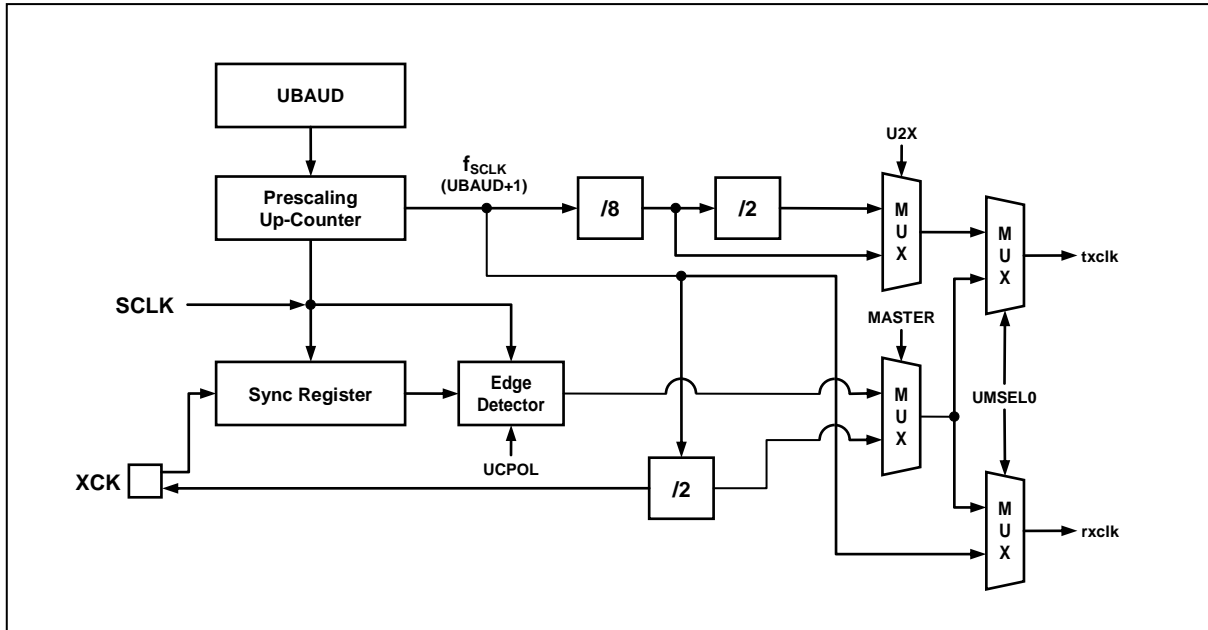 UBAUD
U2X
f_SCLK
(UBAUD+1)
Prescaling
Up-Counter
/8
/2
M
U
X
M
U
X
txclk
SCLK
MASTER
Sync Register
Edge
Detector
M
U
X
UMSEL0
UCPOL
XCK
/2
M
U
X
rxclk